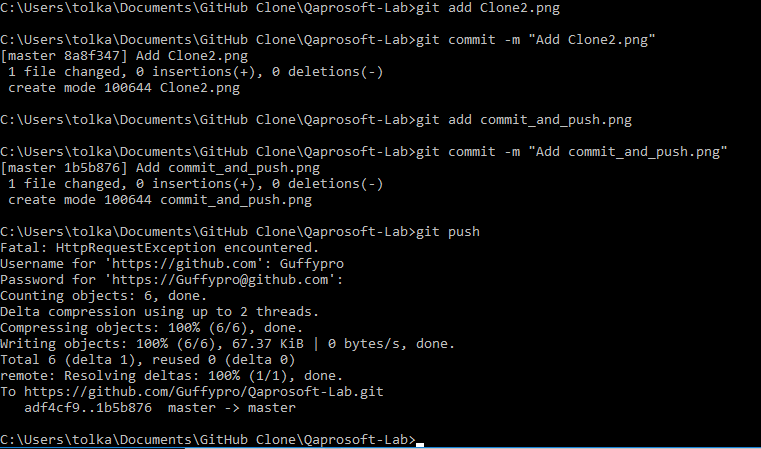 C:\Users\tolka\Documents\GitHub Clone\Qaprosoft-Lab>git add Clone2.png
C:\Users\tolka\Documents\GitHub Clone\Qaprosoft-Lab>git commit -m "Add Clone2.png"
[master 8a8f347] Add Clone2.png
 1 file changed, 0 insertions(+), 0 deletions(-)
 create mode 100644 Clone2.png
C:\Users\tolka\Documents\GitHub Clone\Qaprosoft-Lab>git add commit_and_push.png
C:\Users\tolka\Documents\GitHub Clone\Qaprosoft-Lab>git commit -m "Add commit_and_push.png"
[master 1b5b876] Add commit_and_push.png
 1 file changed, 0 insertions(+), 0 deletions(-)
 create mode 100644 commit_and_push.png
C:\Users\tolka\Documents\GitHub Clone\Qaprosoft-Lab>git push
Fatal: HttpRequestException encountered.
Username for 'https://github.com': Guffypro
Password for 'https://Guffypro@github.com':
Counting objects: 6, done.
Delta compression using up to 2 threads.
Compressing objects: 100% (6/6), done.
Writing objects: 100% (6/6), 67.37 KiB | 0 bytes/s, done.
Total 6 (delta 1), reused 0 (delta 0)
remote: Resolving deltas: 100% (1/1), done.
To https://github.com/Guffypro/Qaprosoft-Lab.git
   adf4cf9..1b5b876  master -> master
C:\Users\tolka\Documents\GitHub Clone\Qaprosoft-Lab>